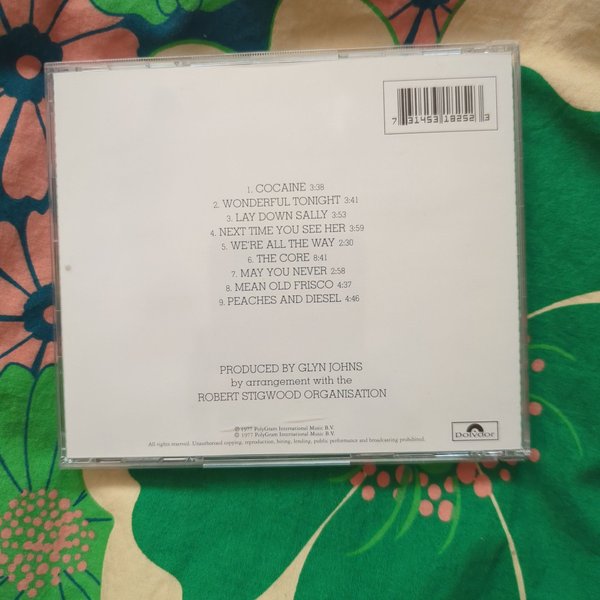 7 31453 18252 3
1. COCAINE 3:38
2. WONDERFUL TONIGHT 3:41
3. LAY DOWN SALLY 3:53
4. NEXT TIME YOU SEE HER 3:59
5. WE'RE ALL THE WAY 2:30
6. THE CORE 8:41
7. MAY YOU NEVER 2:58
8. MEAN OLD FRISCO 4:37
9. PEACHES AND DIESEL 4:46
PRODUCED BY GLYN JOHNS
by arrangement with the
ROBERT STIGWOOD ORGANISATION
℗ 1977 PolyGram International Music B.V.
© 1977 PolyGram International Music B.V.
All rights reserved. Unauthorised copying, reproduction, hiring, lending, public performance and broadcasting prohibited.
Polydor